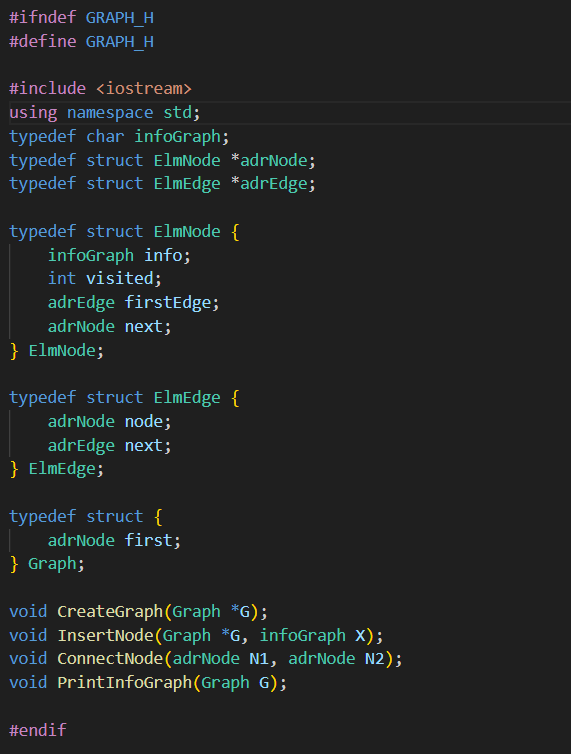 #ifndef GRAPH_H
#define GRAPH_H
#include <iostream>
using namespace std;
typedef char infoGraph;
typedef struct ElmNode *adrNode;
typedef struct ElmEdge *adrEdge;
typedef struct ElmNode {
    infoGraph info;
    int visited;
    adrEdge firstEdge;
    adrNode next;
} ElmNode;
typedef struct ElmEdge {
    adrNode node;
    adrEdge next;
} ElmEdge;
typedef struct {
    adrNode first;
} Graph;
void CreateGraph(Graph *G);
void InsertNode(Graph *G, infoGraph X);
void ConnectNode(adrNode N1, adrNode N2);
void PrintInfoGraph(Graph G);
#endif